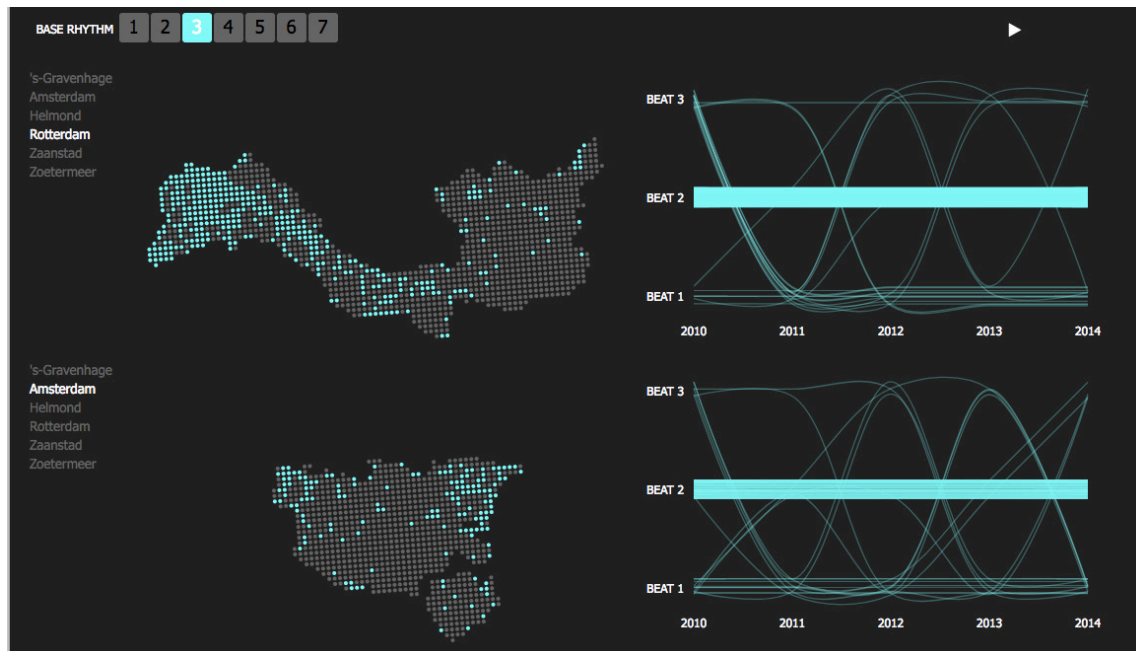 BASE RHYTHM 1 2 3 4 5 6 7
's-Gravenhage
Amsterdam
Helmond
Rotterdam
Zaanstad
Zoetermeer
BEAT 3
BEAT 2
BEAT 1
2010 2011 2012 2013 2014
's-Gravenhage
Amsterdam
Helmond
Rotterdam
Zaanstad
Zoetermeer
BEAT 3
BEAT 2
BEAT 1
2010 2011 2012 2013 2014